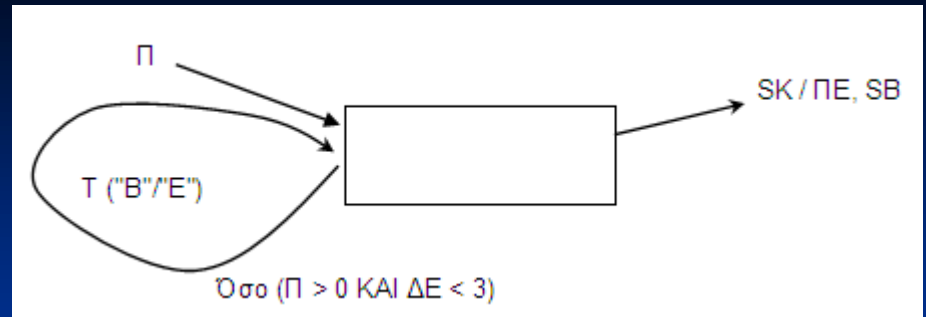 Π
SK / ΠΕ, SB
Τ ("Β"/"Ε")
Όσο (Π > 0 ΚΑΙ ΔΕ < 3)